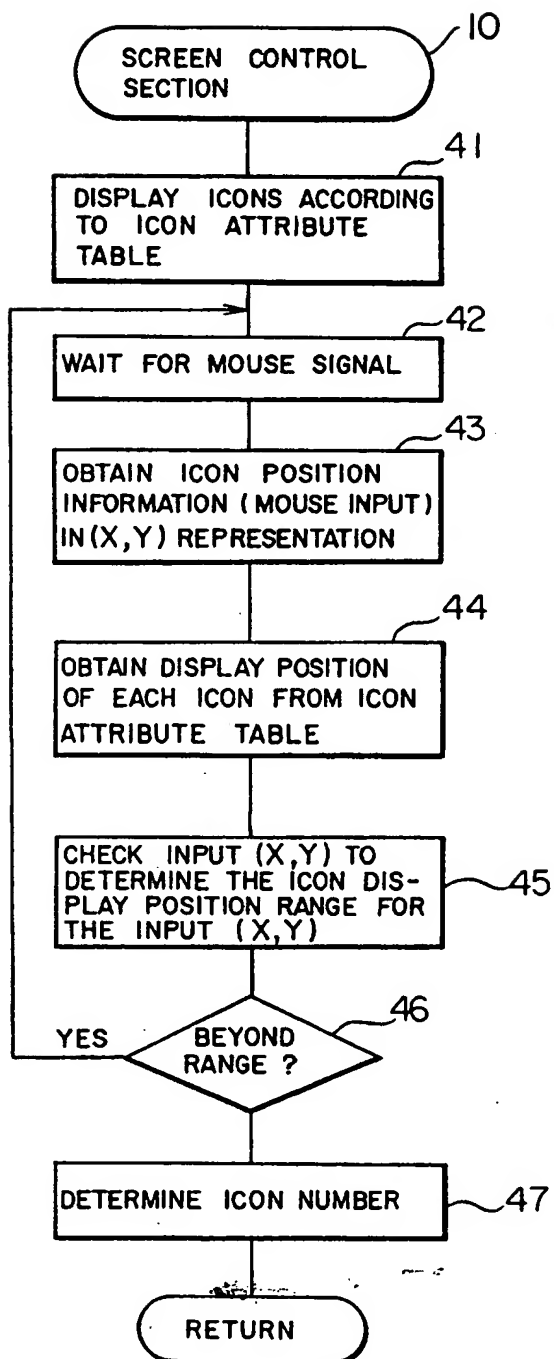 10
SCREEN CONTROL
SECTION
41
DISPLAY ICONS ACCORDING
TO ICON ATTRIBUTE
TABLE
42
WAIT FOR MOUSE SIGNAL
43
OBTAIN ICON POSITION
INFORMATION (MOUSE INPUT)
IN (X,Y) REPRESENTATION
44
OBTAIN DISPLAY POSITION
OF EACH ICON FROM ICON
ATTRIBUTE TABLE
CHECK INPUT (X,Y) TO
DETERMINE THE ICON DIS-
PLAY POSITION RANGE FOR
THE INPUT (X,Y)
45
46
YES
BEYOND
RANGE ?
DETERMINE ICON NUMBER
47
RETURN